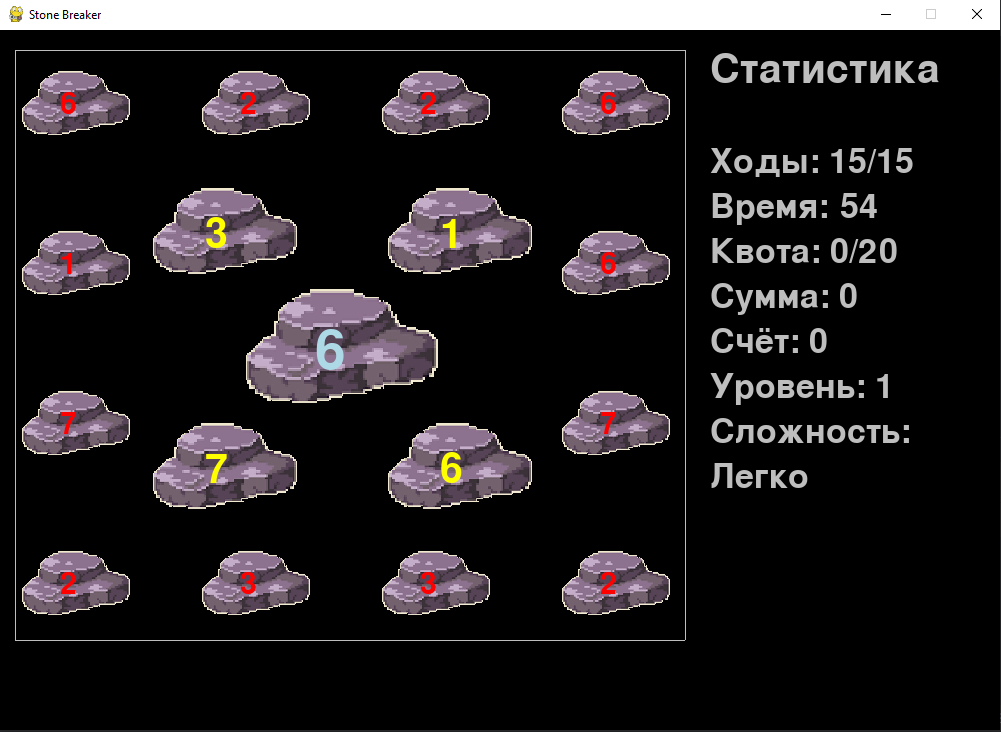 Stone Breaker
6 2 2 6
3 1
1 6
6
7 7
7 6
2 3 3 2
Статистика
Ходы: 15/15
Время: 54
Квота: 0/20
Сумма: 0
Счёт: 0
Уровень: 1
Сложность:
Легко